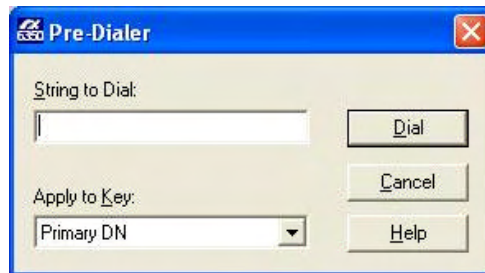 Pre-Dialer
String to Dial:
Dial
Cancel
Apply to Key:
Primary DN
Help